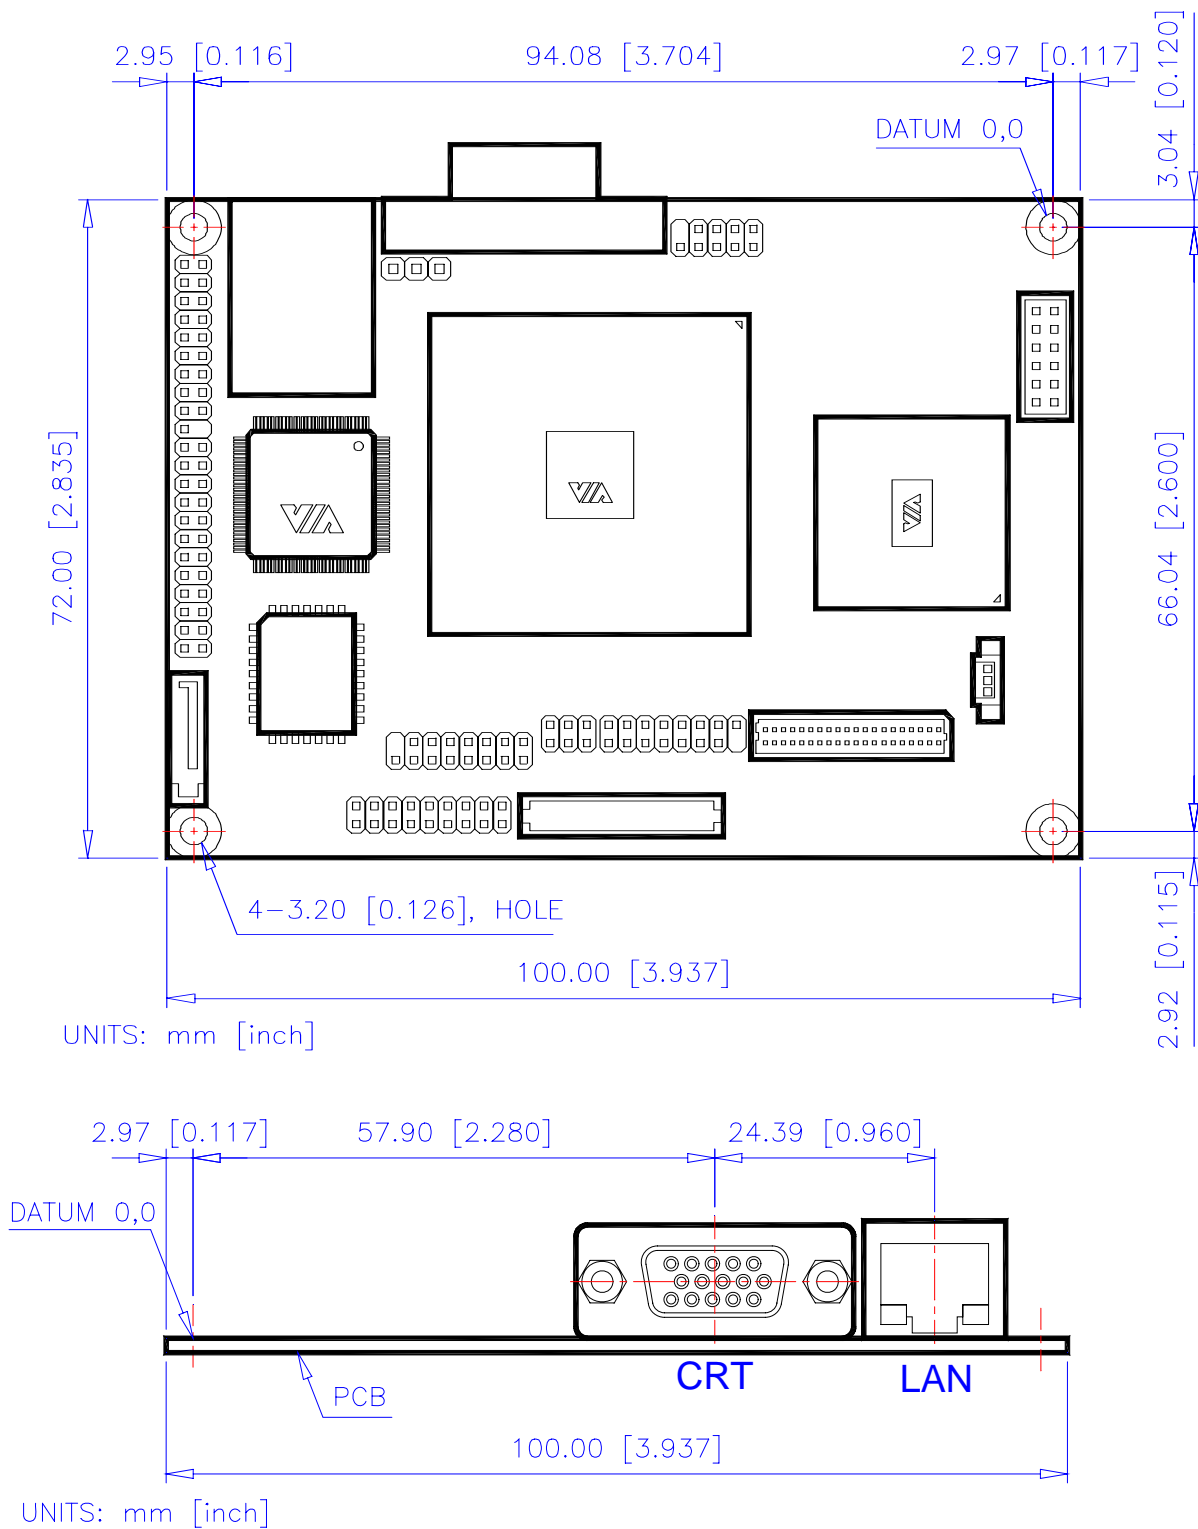 2.95 [0.116]
94.08 [3.704]
2.97 [0.117]
3.04 [0.120]
DATUM 0,0
72.00 [2.835]
66.04 [2.600]
VIA
VIA
VIA
4-3.20 [0.126], HOLE
2.92 [0.115]
100.00 [3.937]
UNITS: mm [inch]
2.97 [0.117]
57.90 [2.280]
24.39 [0.960]
DATUM 0,0
CRT
LAN
PCB
100.00 [3.937]
UNITS: mm [inch]